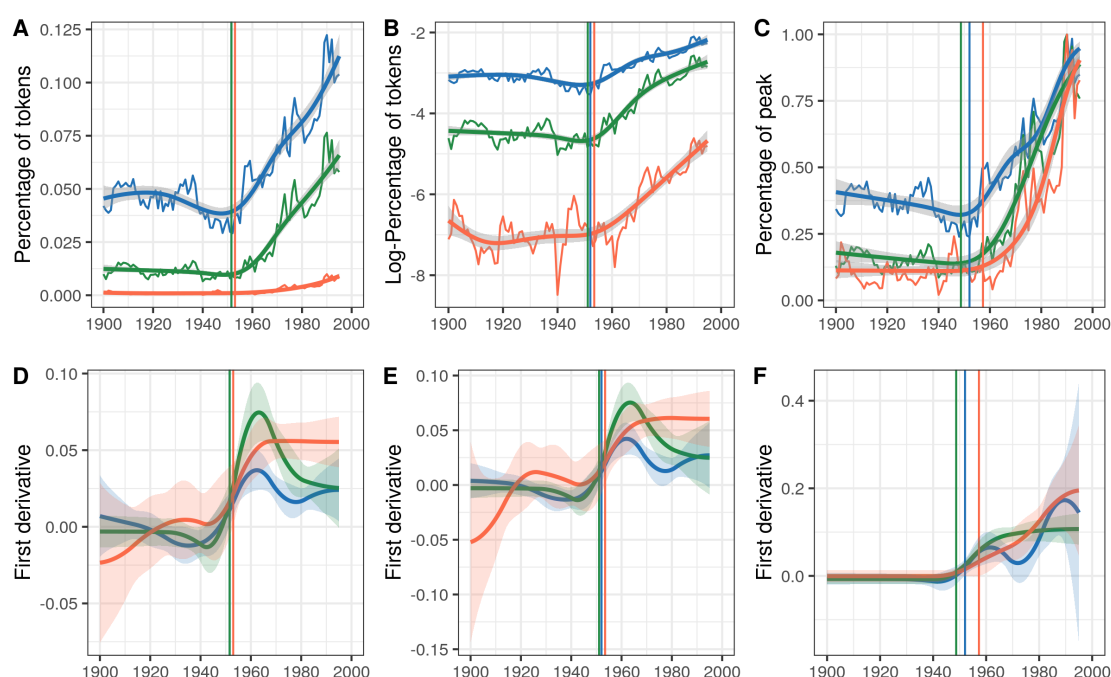 A
Percentage of tokens
0.125
0.100
0.075
0.050
0.025
0.000
1900 1920 1940 1960 1980 2000
B
Log-Percentage of tokens
-2
-4
-6
-8
1900 1920 1940 1960 1980 2000
C
Percentage of peak
1.00
0.75
0.50
0.25
0.00
1900 1920 1940 1960 1980 2000
D
First derivative
0.10
0.05
0.00
-0.05
1900 1920 1940 1960 1980 2000
E
First derivative
0.10
0.05
0.00
-0.05
-0.10
-0.15
1900 1920 1940 1960 1980 2000
F
First derivative
0.4
0.2
0.0
1900 1920 1940 1960 1980 2000